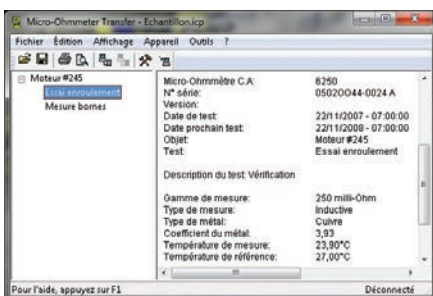 Micro-Ohmmeter Transfer - Echantillon.icp
Fichier Édition Affichage Appareil Outils ?
Moteur #245
Essai enroulement
Mesure bornes
Micro-Ohmmètre C.A: 6250
N° série: 05020044-0024 A
Version:
Date de test: 22/11/2007 - 07:00:00
Date prochain test: 22/11/2008 - 07:00:00
Objet: Moteur #245
Test: Essai enroulement
Description du test: Vérification
Gamme de mesure: 250 milli-Ohm
Type de mesure: Inductive
Type de métal: Cuivre
Coefficient du métal: 3,93
Température de mesure: 23,90°C
Température de référence: 27,00°C
Pour l'aide, appuyez sur F1 Déconnecté